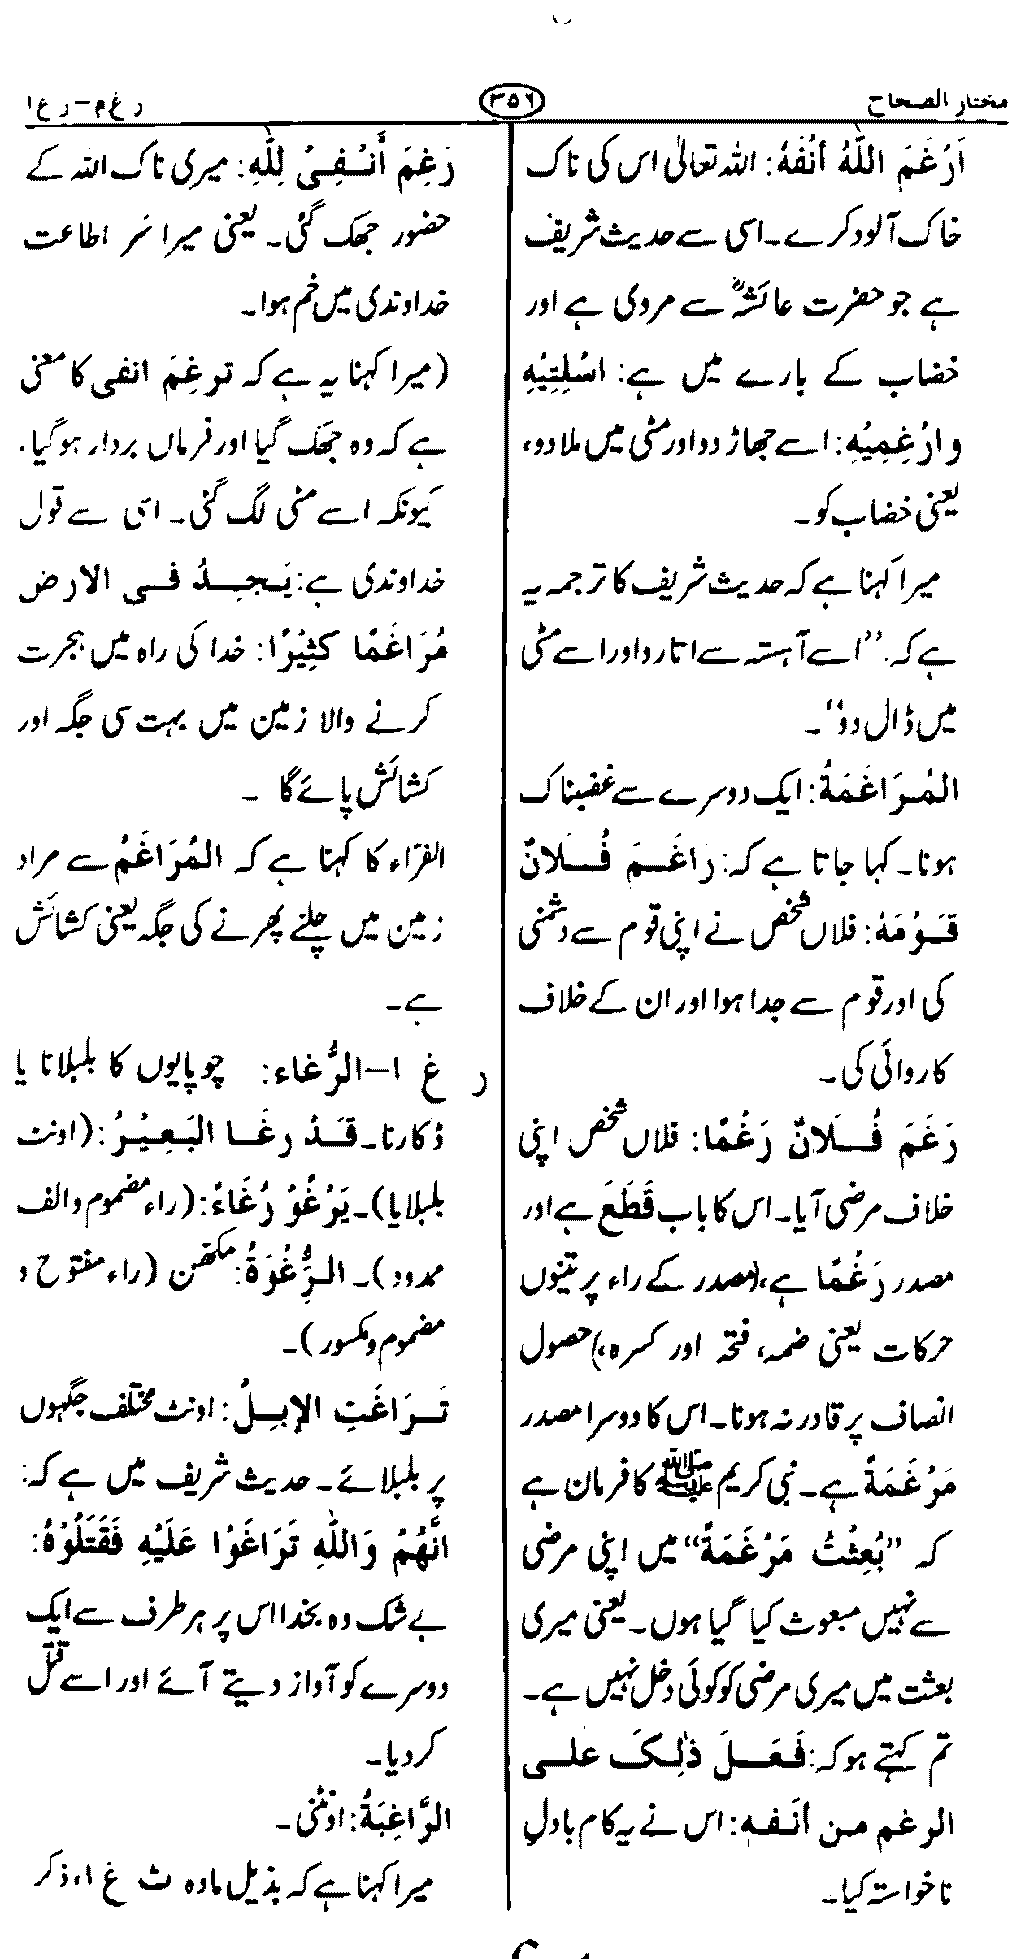 مختار الصحاح
۳۵۶
ر غ م – ر غ ا
اَرْغَمَ اللّٰهُ اَنْفَهٗ: اللہ تعالیٰ اس کی ناک
خاک آلود کرے۔ اسی سے حدیث شریف
ہے جو حضرت عائشہؓ سے مروی ہے اور
خضاب کے بارے میں ہے: اسْلِتِيْهِ
وارْغِمِيْهِ: اسے جھاڑ دو اور مٹی میں ملا دو،
یعنی خضاب کو۔
میرا کہنا ہے کہ حدیث شریف کا ترجمہ یہ
ہے کہ ”اسے آہستہ سے اتار دو اور اسے مٹی
میں ڈال دو“۔
المُرَاغَمَةُ: ایک دوسرے سے غضبناک
ہونا۔ کہا جاتا ہے کہ: رَاغَمَ فُلَانٌ
قَوْمَهٗ: فلاں شخص نے اپنی قوم سے دشمنی
کی اور قوم سے جدا ہوا اور ان کے خلاف
کاروائی کی۔
رَغَمَ فُلَانٌ رَغْمًا: فلاں شخص اپنی
خلاف مرضی آیا۔ اس کا باب قَطَعَ ہے اور
مصدر رَغْمًا ہے، (مصدر کے راء پر تینوں
حرکات یعنی ضمہ، فتحہ اور کسرہ،) حصول
انصاف پر قادر نہ ہونا۔ اس کا دوسرا مصدر
مَرْغَمَةً ہے۔ نبی کریم ﷺ کا فرمان ہے
کہ ”بُعِثْتُ مَرْغَمَةً“ میں اپنی مرضی
سے نہیں مبعوث کیا گیا ہوں۔ یعنی میری
بعثت میں میری مرضی کو کوئی دخل نہیں ہے۔
تم کہتے ہو کہ: فَعَلَ ذٰلِكَ علی
الرغم من اَنفه: اس نے یہ کام بادلِ
ناخواستہ کیا۔
رَغِمَ أَنْفِیْ لِلّٰهِ: میری ناک اللہ کے
حضور جھک گئی۔ یعنی میرا سر اطاعت
خداوندی میں خم ہوا۔
(میرا کہنا یہ ہے کہ تو رغِمَ انفی کا معنی
ہے کہ وہ جھک گیا اور فرماں بردار ہو گیا۔
کیونکہ اسے مٹی لگ گئی۔ اسی سے قول
خداوندی ہے: يَجِدُ فی الارض
مُرَاغَمًا كَثِيْرًا: خدا کی راہ میں ہجرت
کرنے والا زمین میں بہت سی جگہ اور
کشائش پائے گا ۔
الفرّاء کا کہنا ہے کہ المُرَاغَمُ سے مراد
زمین میں چلنے پھرنے کی جگہ یعنی کشائش
ہے۔
ر غ ا–الرُّغاء: چوپایوں کا بلبلانا یا
ڈکارنا۔ قَدْ رغَا البَعِيْرُ: (اونٹ
بلبلایا)۔ يَرْغُوْ رُغَاءً: (راء مضموم والف
ممدود)۔ الرُّغْوَةُ: مکھن (راء مفتوح و
مضموم و مکسور)۔
تَرَاغَتِ الإبِلُ: اونٹ مختلف جگہوں
پر بلبلائے۔ حدیث شریف میں ہے کہ:
اَنَّهُمْ وَاللّٰهِ تَرَاغَوْا عَلَيْهِ فَقَتَلُوْهُ:
بے شک وہ بخدا اس پر ہر طرف سے ایک
دوسرے کو آواز دیتے آئے اور اسے قتل
کردیا۔
الرَّاغِبَةُ: اونٹنی۔
میرا کہنا ہے کہ بذیل مادہ ث غ ا، ذکر